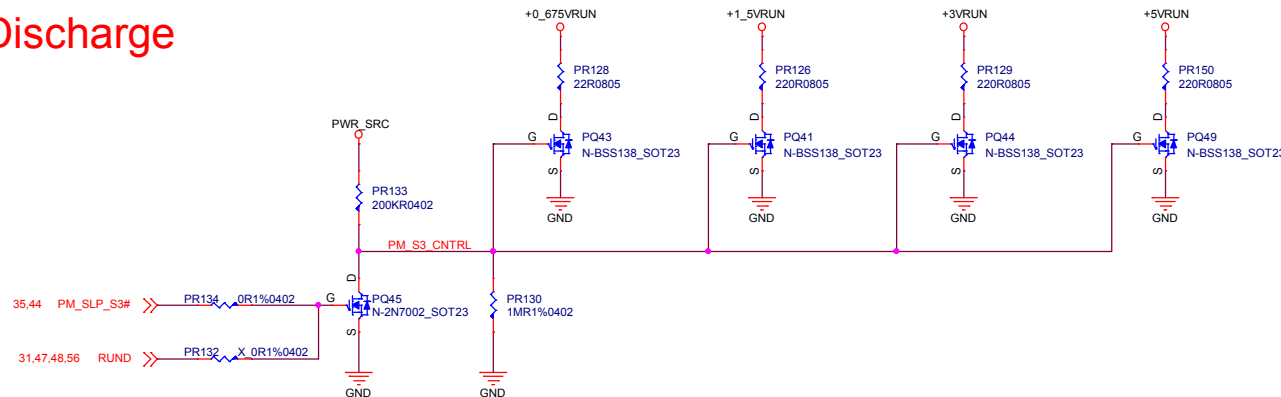 Discharge
+0_675VRUN
+1_5VRUN
+3VRUN
+5VRUN
PR128
22R0805
PR126
220R0805
PR129
220R0805
PR150
220R0805
PWR_SRC
D
G
S
PQ43
N-BSS138_SOT23
D
G
S
PQ41
N-BSS138_SOT23
D
G
S
PQ44
N-BSS138_SOT23
D
G
S
PQ49
N-BSS138_SOT23
PR133
200KR0402
GND
GND
GND
GND
PM_S3_CNTRL
35,44 PM_SLP_S3#
PR134 0R1%0402
D
G
S
PQ45
N-2N7002_SOT23
PR130
1MR1%0402
31,47,48,56 RUND
PR132 X_0R1%0402
GND
GND